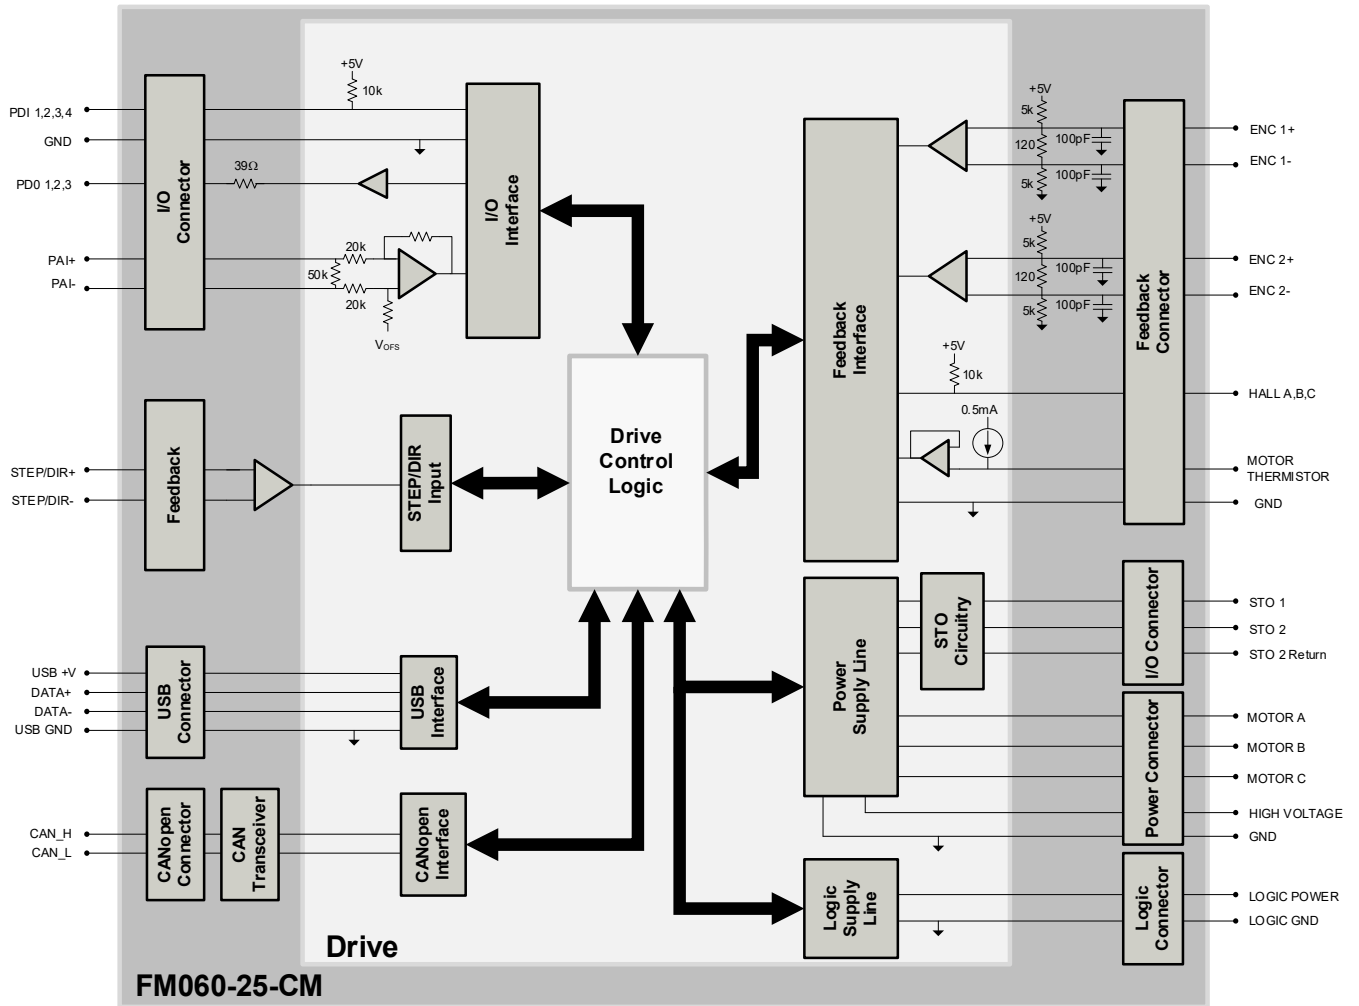 +5V
10k
PDI 1,2,3,4
GND
39Ω
PD0 1,2,3
PAI+
PAI-
20k
50k
20k
VOFS
I/O
Connector
I/O
Interface
STEP/DIR+
STEP/DIR-
Feedback
STEP/DIR
Input
Drive
Control
Logic
USB +V
DATA+
DATA-
USB GND
USB
Connector
USB
Interface
CAN_H
CAN_L
CANopen
Connector
CAN
Transceiver
CANopen
Interface
Feedback
Interface
+5V
5k
120
5k
100pF
100pF
+5V
5k
120
5k
100pF
100pF
+5V
10k
0.5mA
Feedback
Connector
ENC 1+
ENC 1-
ENC 2+
ENC 2-
HALL A,B,C
MOTOR
THERMISTOR
GND
Power
Supply Line
STO
Circuitry
I/O Connector
STO 1
STO 2
STO 2 Return
Power Connector
MOTOR A
MOTOR B
MOTOR C
HIGH VOLTAGE
GND
Logic
Supply
Line
Logic
Connector
LOGIC POWER
LOGIC GND
Drive
FM060-25-CM